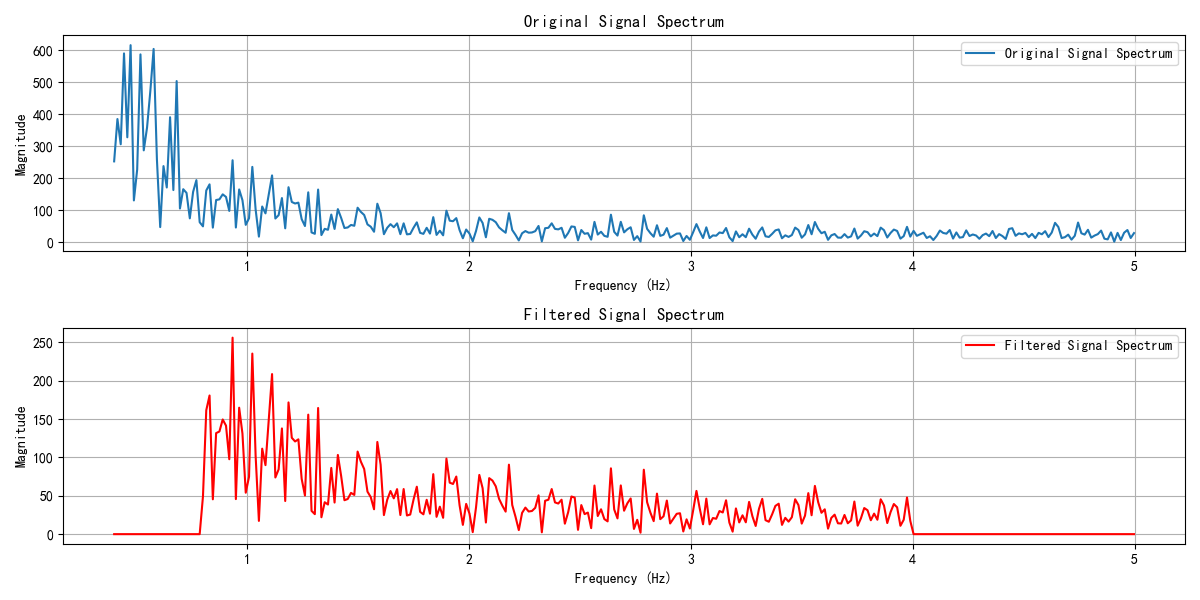 Original Signal Spectrum
Original Signal Spectrum
Magnitude
600
500
400
300
200
100
0
1 2 3 4 5
Frequency (Hz)
Filtered Signal Spectrum
Filtered Signal Spectrum
Magnitude
250
200
150
100
50
0
1 2 3 4 5
Frequency (Hz)